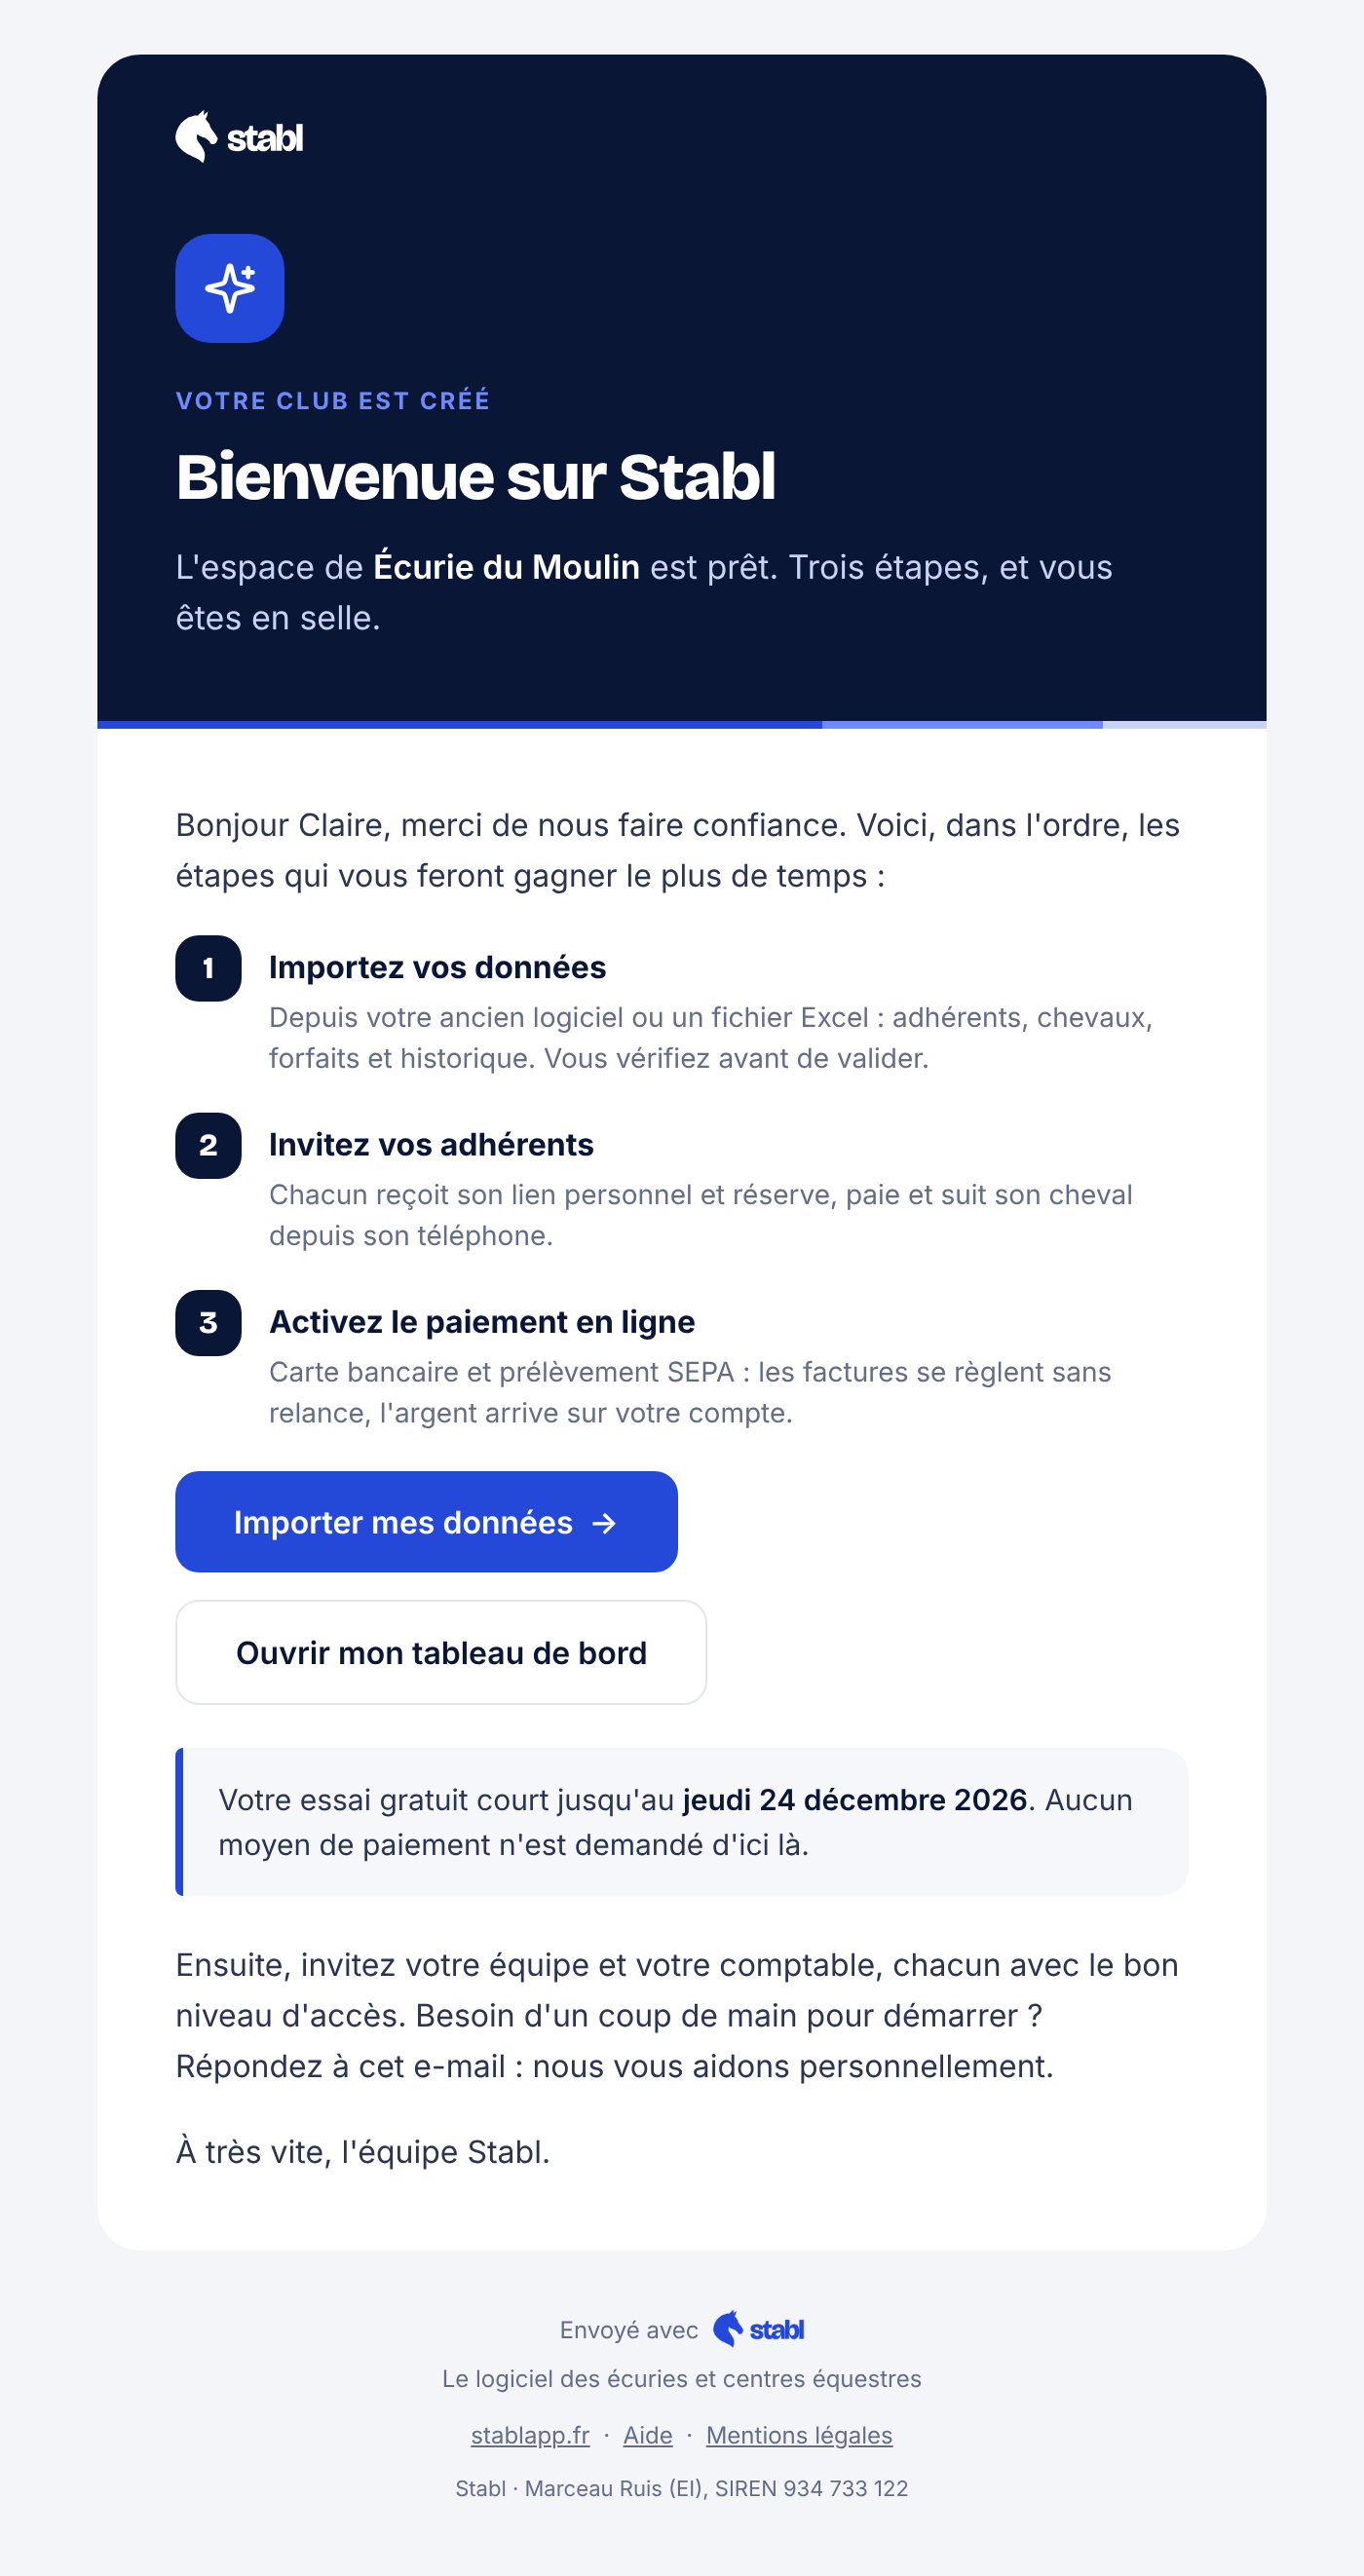 stabl
VOTRE CLUB EST CRÉÉ
Bienvenue sur Stabl
L'espace de Écurie du Moulin est prêt. Trois étapes, et vous
êtes en selle.
Bonjour Claire, merci de nous faire confiance. Voici, dans l'ordre, les
étapes qui vous feront gagner le plus de temps :
1
Importez vos données
Depuis votre ancien logiciel ou un fichier Excel : adhérents, chevaux,
forfaits et historique. Vous vérifiez avant de valider.
2
Invitez vos adhérents
Chacun reçoit son lien personnel et réserve, paie et suit son cheval
depuis son téléphone.
3
Activez le paiement en ligne
Carte bancaire et prélèvement SEPA : les factures se règlent sans
relance, l'argent arrive sur votre compte.
Importer mes données →
Ouvrir mon tableau de bord
Votre essai gratuit court jusqu'au jeudi 24 décembre 2026. Aucun
moyen de paiement n'est demandé d'ici là.
Ensuite, invitez votre équipe et votre comptable, chacun avec le bon
niveau d'accès. Besoin d'un coup de main pour démarrer ?
Répondez à cet e-mail : nous vous aidons personnellement.
À très vite, l'équipe Stabl.
Envoyé avec stabl
Le logiciel des écuries et centres équestres
stablapp.fr · Aide · Mentions légales
Stabl · Marceau Ruis (EI), SIREN 934 733 122